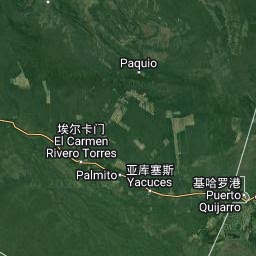 Paquio
埃尔卡门
El Carmen
Rivero Torres
Palmito
亚库塞斯
Yacuces
基哈罗港
Puerto
Quijarro